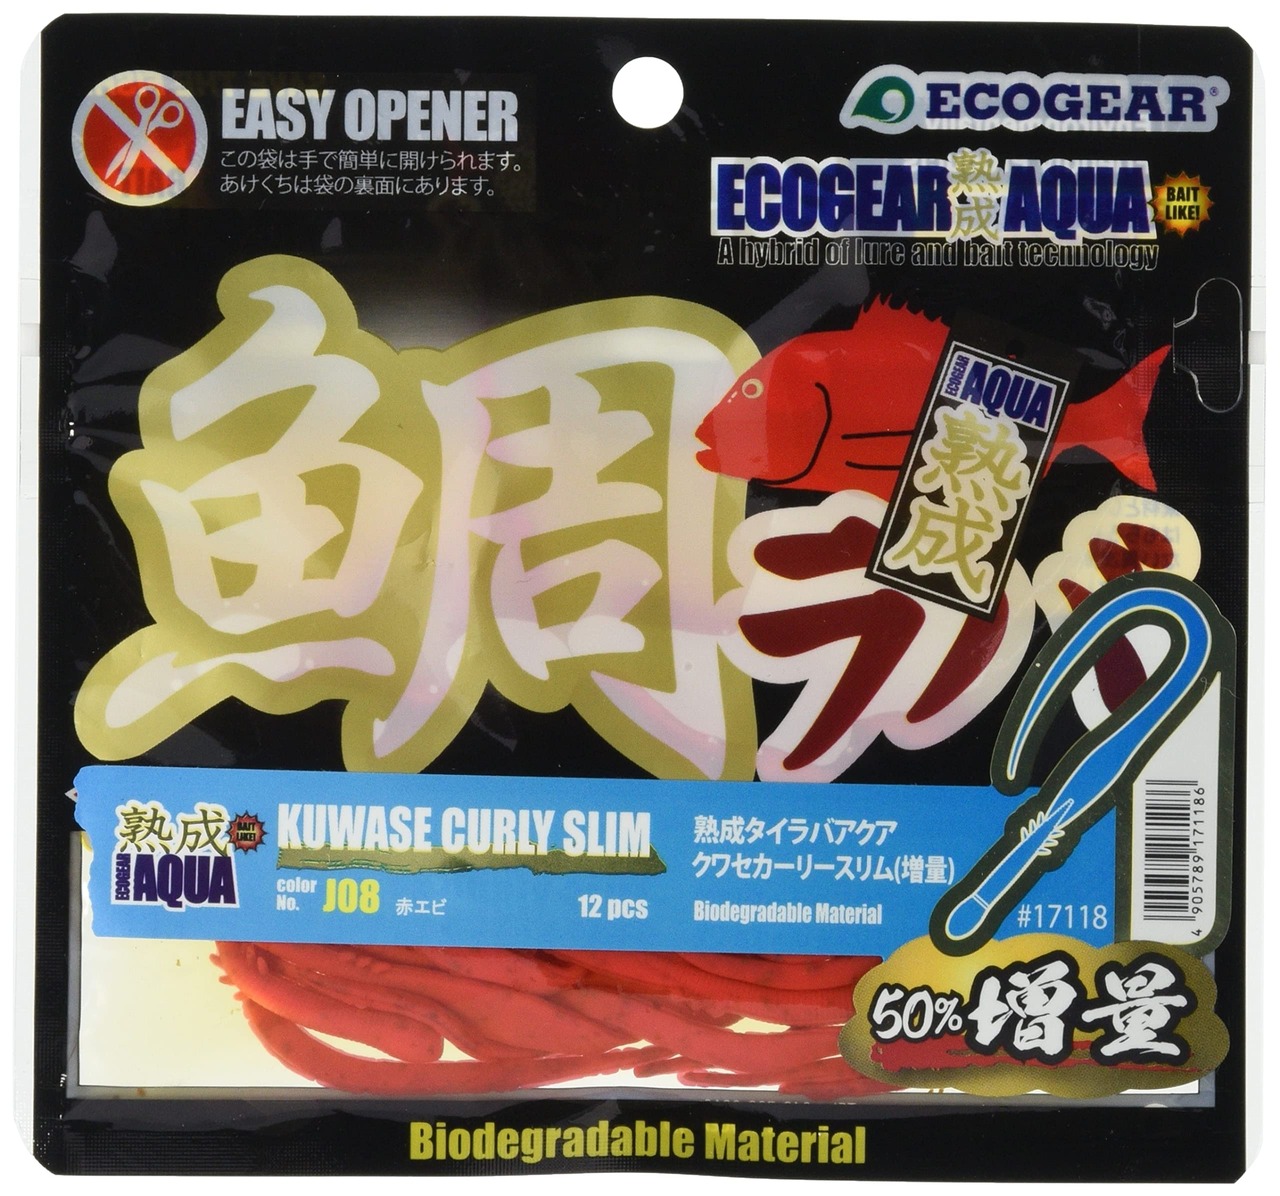 EASY OPENER
この袋は手で簡単に開けられます。
あけくちは袋の裏面にあります。
ECOGEAR®
ECOGEAR 熟成 AQUA BAIT LIKE!
A hybrid of lure and bait technology
鯛ラバ
ECOGEAR AQUA
熟成
熟成 BAIT LIKE!
ECOGEAR AQUA
KUWASE CURLY SLIM
color No. J08 赤エビ 12 pcs
熟成タイラバアクア
クワセカーリースリム(増量)
Biodegradable Material
#17118
4 905789 171186
50%増量
Biodegradable Material